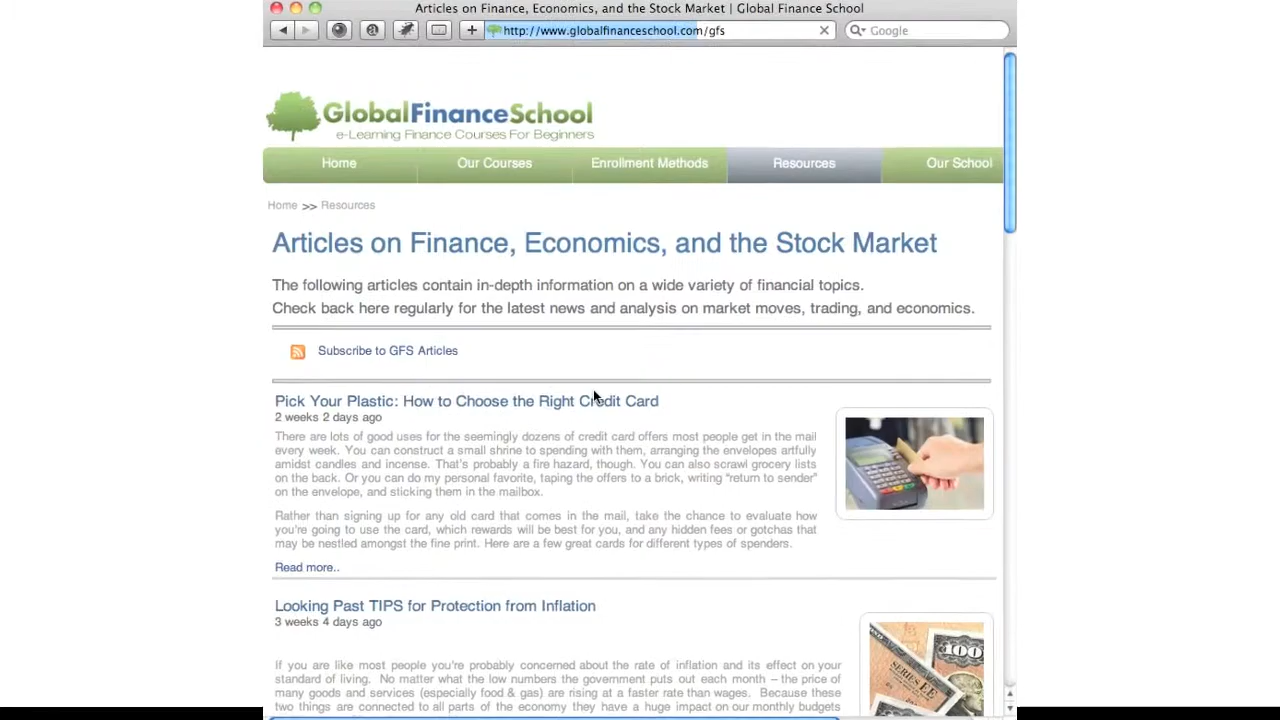 Articles on Finance, Economics, and the Stock Market | Global Finance School
http://www.globalfinanceschool.com/gfs
Google
GlobalFinanceSchool
e-Learning Finance Courses For Beginners
Home Our Courses Enrollment Methods Resources Our School
Home >> Resources
Articles on Finance, Economics, and the Stock Market
The following articles contain in-depth information on a wide variety of financial topics.
Check back here regularly for the latest news and analysis on market moves, trading, and economics.
Subscribe to GFS Articles
Pick Your Plastic: How to Choose the Right Credit Card
2 weeks 2 days ago
There are lots of good uses for the seemingly dozens of credit card offers most people get in the mail
every week. You can construct a small shrine to spending with them, arranging the envelopes artfully
amidst candles and incense. That's probably a fire hazard, though. You can also scrawl grocery lists
on the back. Or you can do my personal favorite, taping the offers to a brick, writing "return to sender"
on the envelope, and sticking them in the mailbox.
Rather than signing up for any old card that comes in the mail, take the chance to evaluate how
you're going to use the card, which rewards will be best for you, and any hidden fees or gotchas that
may be nestled amongst the fine print. Here are a few great cards for different types of spenders.
Read more..
Looking Past TIPS for Protection from Inflation
3 weeks 4 days ago
If you are like most people you're probably concerned about the rate of inflation and its effect on your
standard of living. No matter what the low numbers the government puts out each month – the price of
many goods and services (especially food & gas) are rising at a faster rate than wages. Because these
two things are connected to all parts of the economy they have a huge impact on our monthly budgets
SERIES EE
100